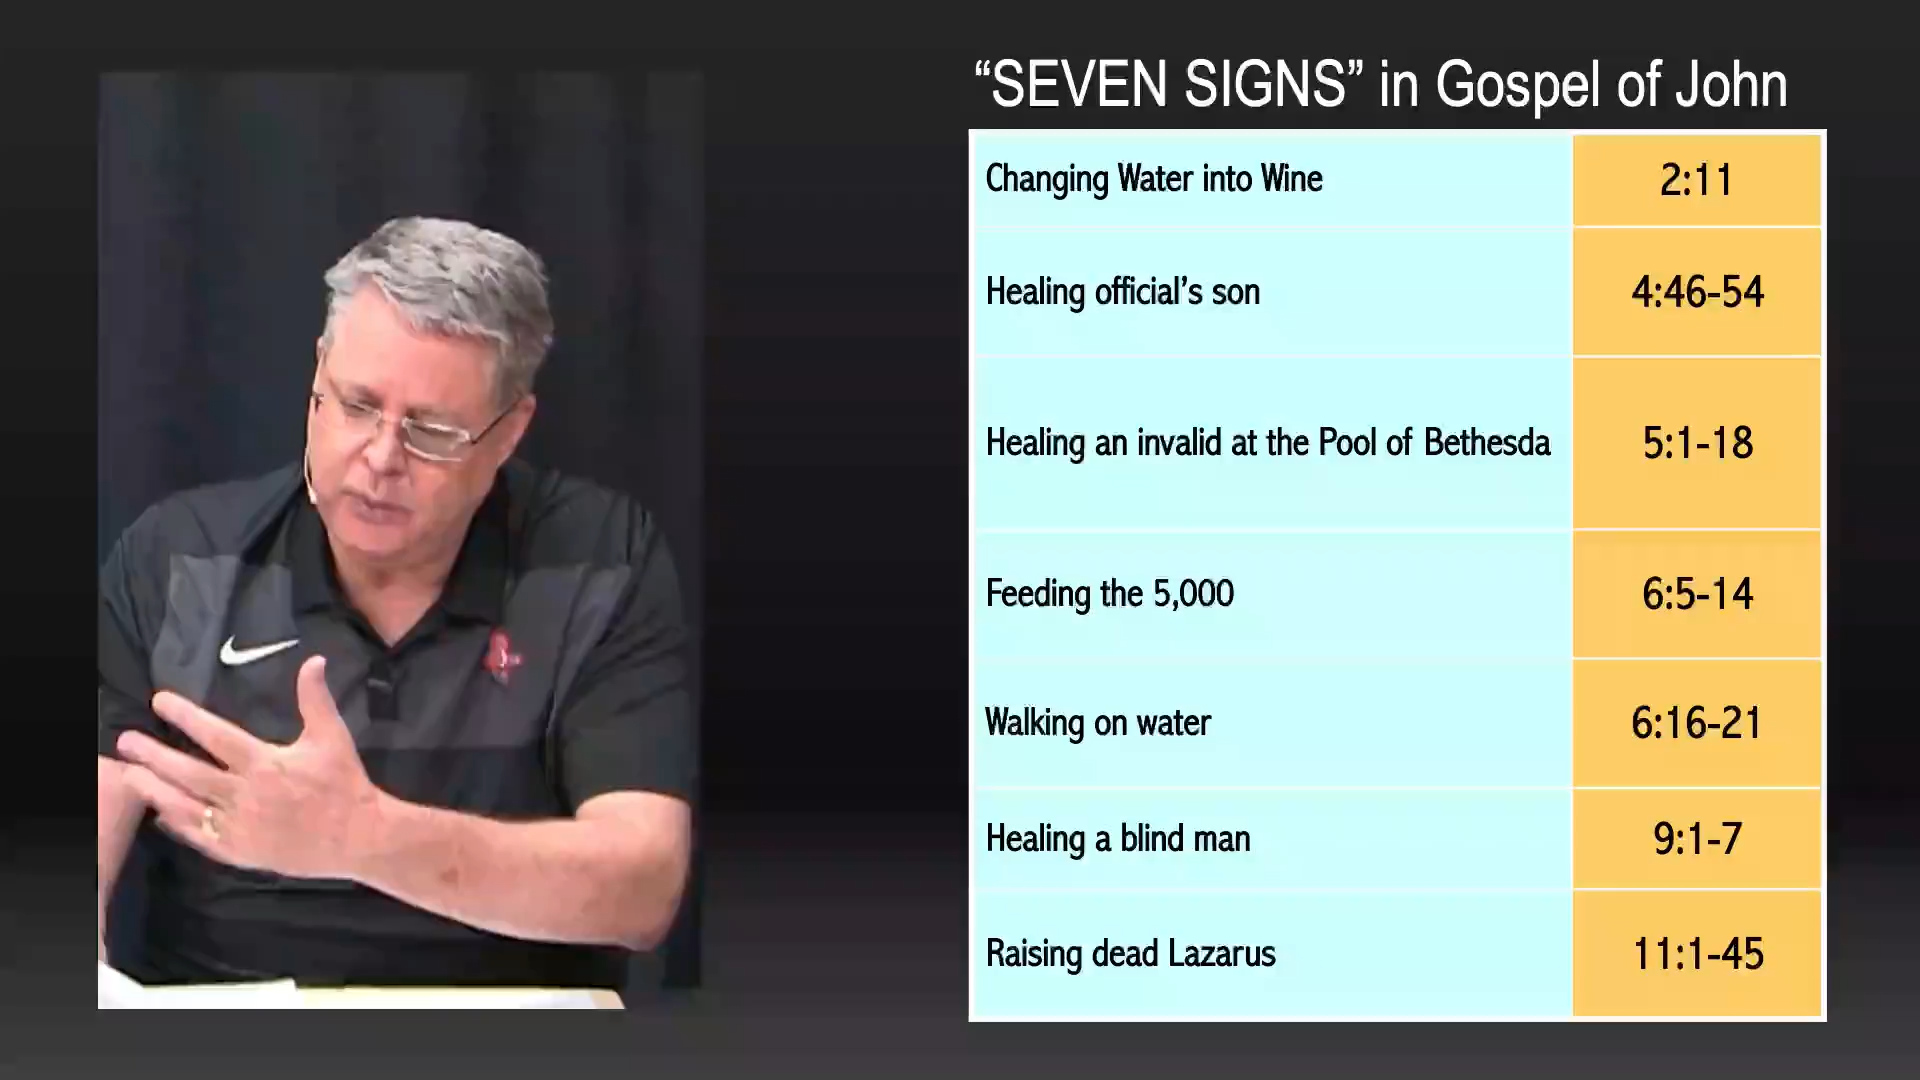 “SEVEN SIGNS” in Gospel of John
Changing Water into Wine 2:11
Healing official’s son 4:46-54
Healing an invalid at the Pool of Bethesda 5:1-18
Feeding the 5,000 6:5-14
Walking on water 6:16-21
Healing a blind man 9:1-7
Raising dead Lazarus 11:1-45